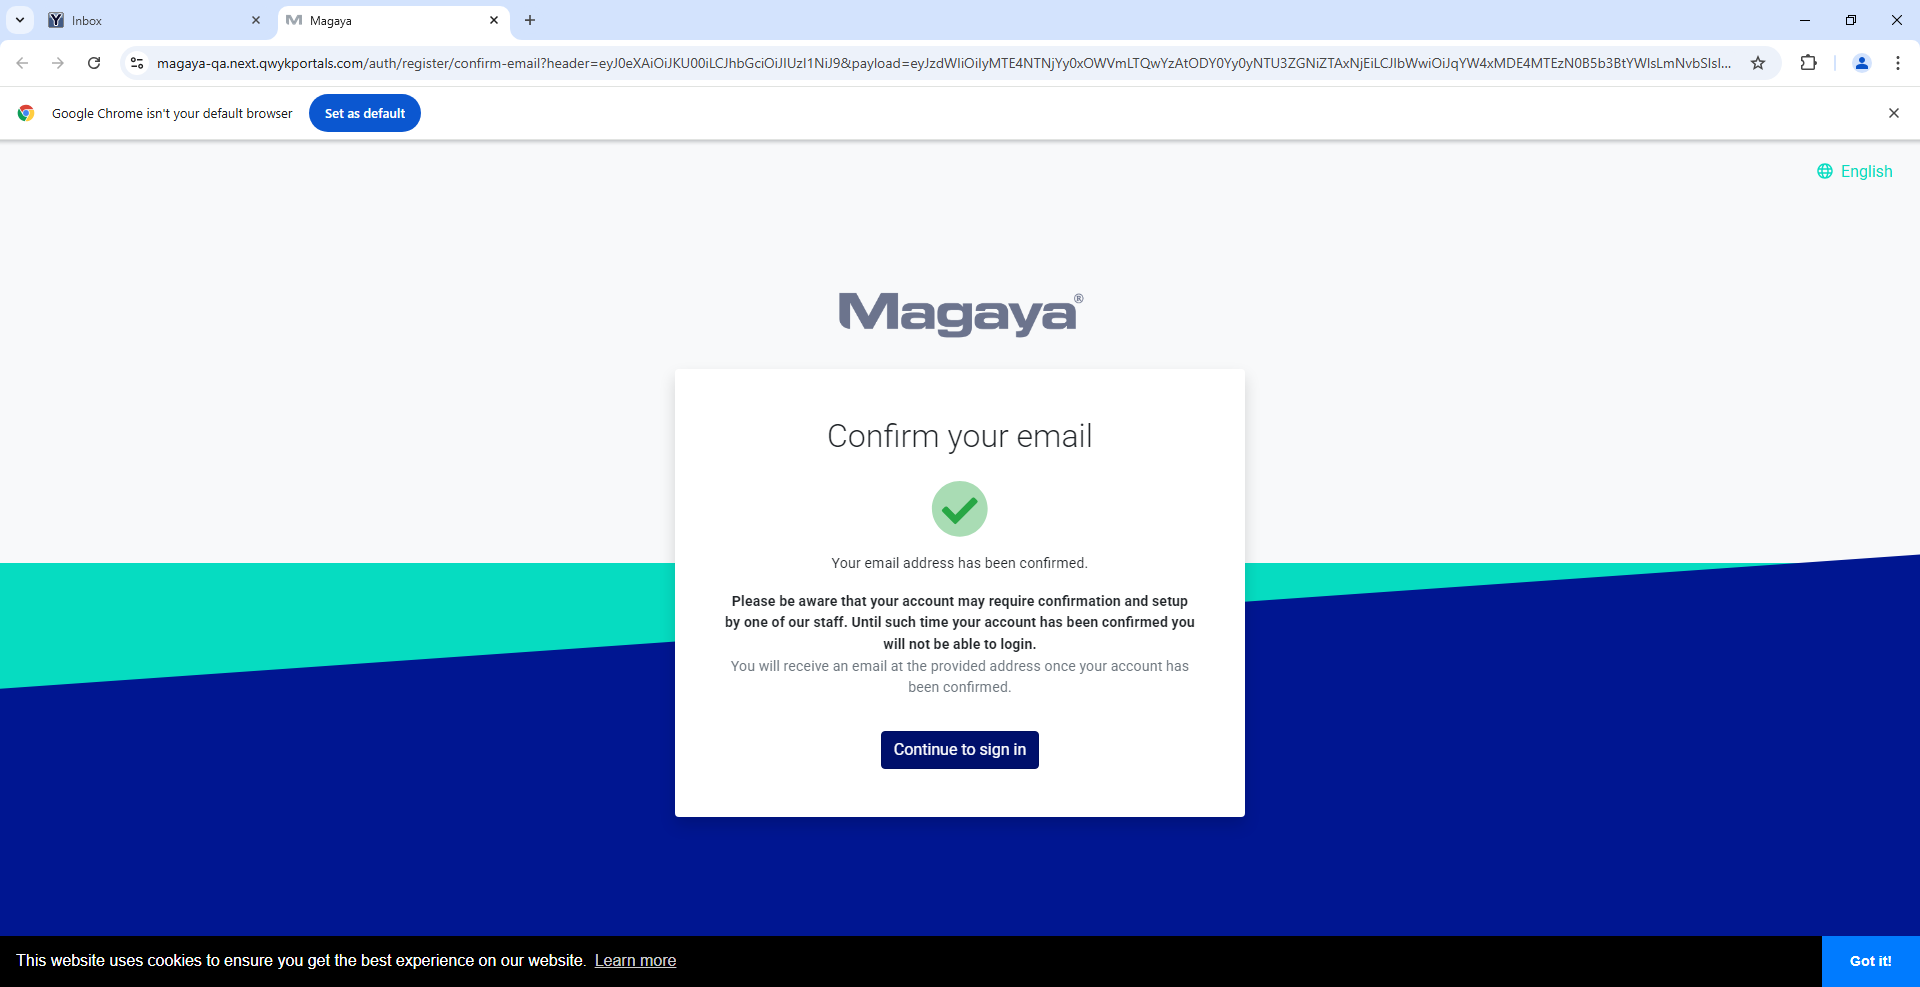 Inbox
Magaya
magaya-qa.next.qwykportals.com/auth/register/confirm-email?header=eyJ0eXAiOiJKU00iLCJhbGciOiJIUzI1NiJ9&payload=eyJzdWIiOiIyMTE4NTNjYy0xOWVmLTQwYzAtODY0Yy0yNTU3ZGNiZTAxNjEiLCJlbWwiOiJqYW4xMDE4MTEzN0B5b3BtYWlsLmNvbSIsI...
Google Chrome isn't your default browser
Set as default
English
Magaya®
Confirm your email
Your email address has been confirmed.
Please be aware that your account may require confirmation and setup
by one of our staff. Until such time your account has been confirmed you
will not be able to login.
You will receive an email at the provided address once your account has
been confirmed.
Continue to sign in
This website uses cookies to ensure you get the best experience on our website. Learn more
Got it!